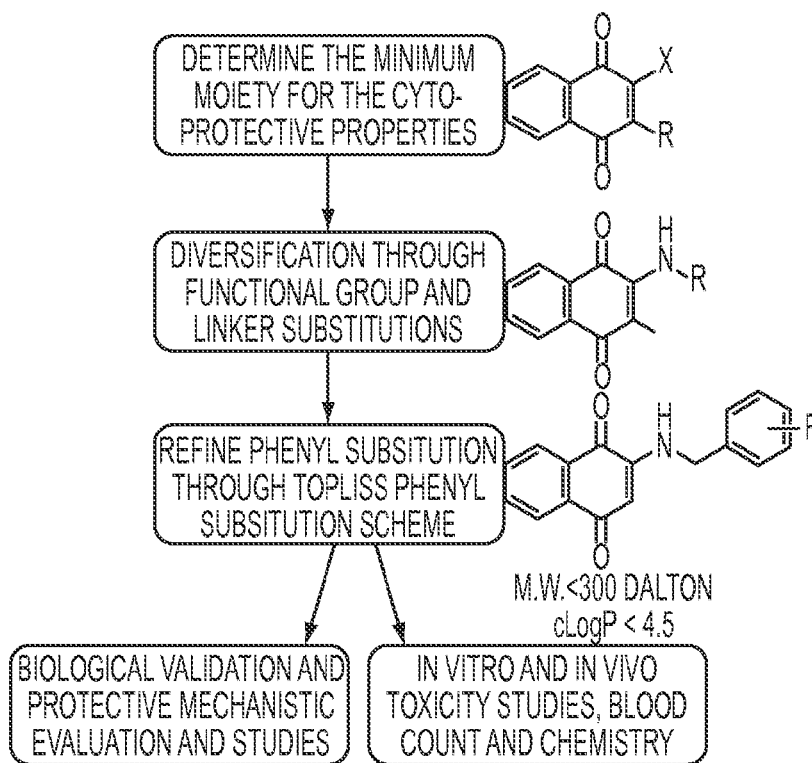 DETERMINE THE MINIMUM
MOIETY FOR THE CYTO-
PROTECTIVE PROPERTIES
O
X
R
O
DIVERSIFICATION THROUGH
FUNCTIONAL GROUP AND
LINKER SUBSTITUTIONS
O
H
N
R
O
REFINE PHENYL SUBSITUTION
THROUGH TOPLISS PHENYL
SUBSITUTION SCHEME
O
H
N
R
O
M.W.<300 DALTON
cLogP < 4.5
BIOLOGICAL VALIDATION AND
PROTECTIVE MECHANISTIC
EVALUATION AND STUDIES
IN VITRO AND IN VIVO
TOXICITY STUDIES, BLOOD
COUNT AND CHEMISTRY